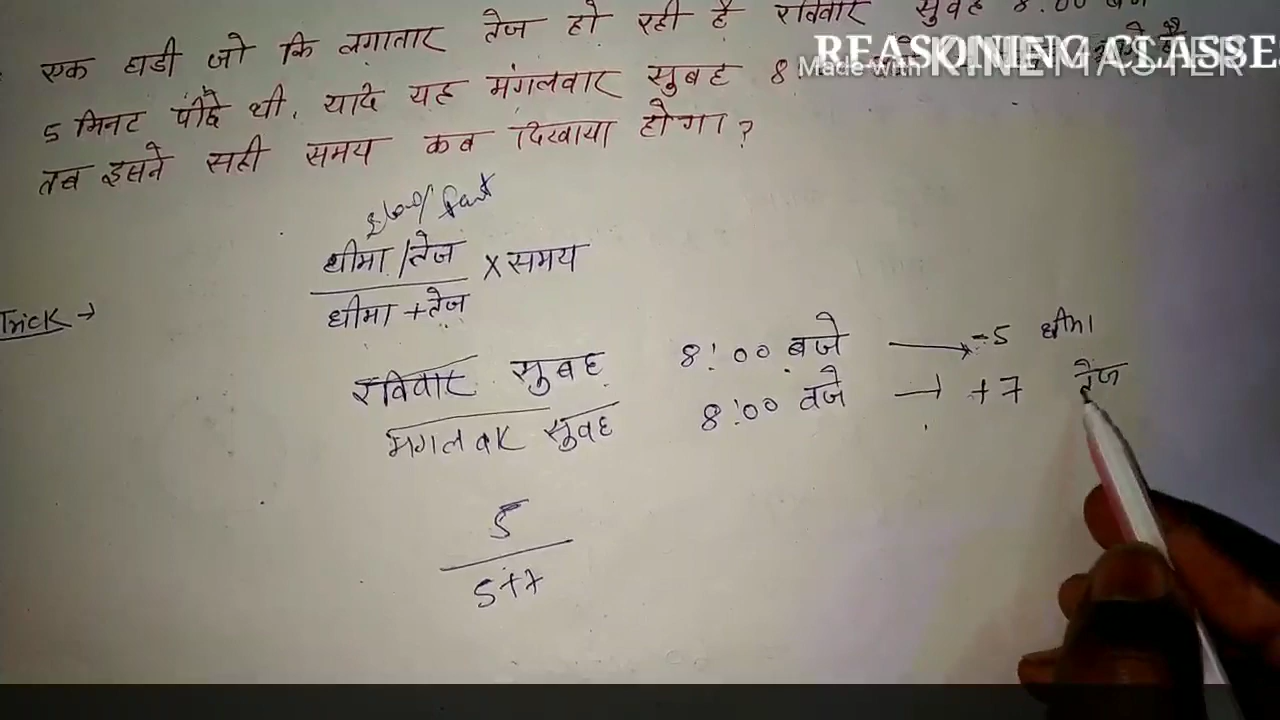 एक घडी जो कि लगातार तेज हो रही है रविवार सुबह 8:00 बजे
REASONING CLASSES
Made with KINEMASTER
5 मिनट पीछे थी, यदि यह मंगलवार सुबह 8:
तब इसने सही समय कब दिखाया होगा?
slow/fast
धीमा/तेज
× समय
धीमा + तेज
Trick →
रविवार सुबह 8:00 बजे → -5 धीमा
मंगलवार सुबह 8:00 बजे → +7 तेज
5
5+7